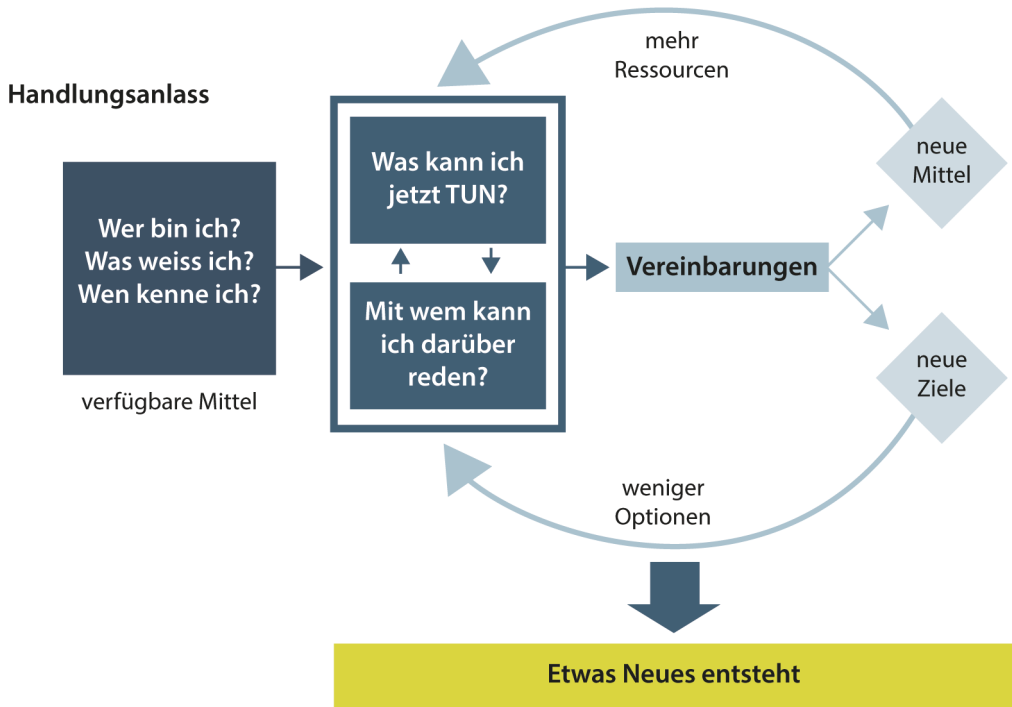 Handlungsanlass
Wer bin ich?
Was weiss ich?
Wen kenne ich?
verfügbare Mittel
Was kann ich
jetzt TUN?
Mit wem kann
ich darüber
reden?
Vereinbarungen
mehr
Ressourcen
neue
Mittel
neue
Ziele
weniger
Optionen
Etwas Neues entsteht